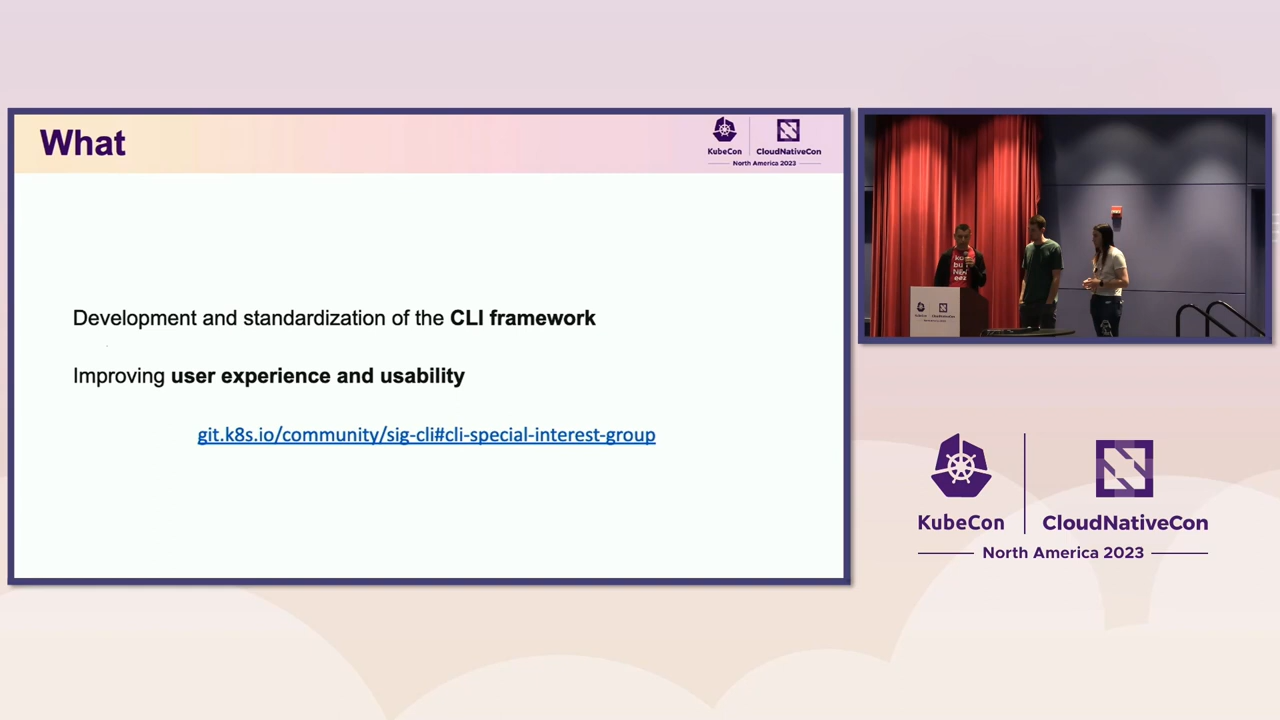 What
KubeCon
CloudNativeCon
North America 2023
Development and standardization of the CLI framework
Improving user experience and usability
git.k8s.io/community/sig-cli#cli-special-interest-group
KubeCon
CloudNativeCon
North America 2023